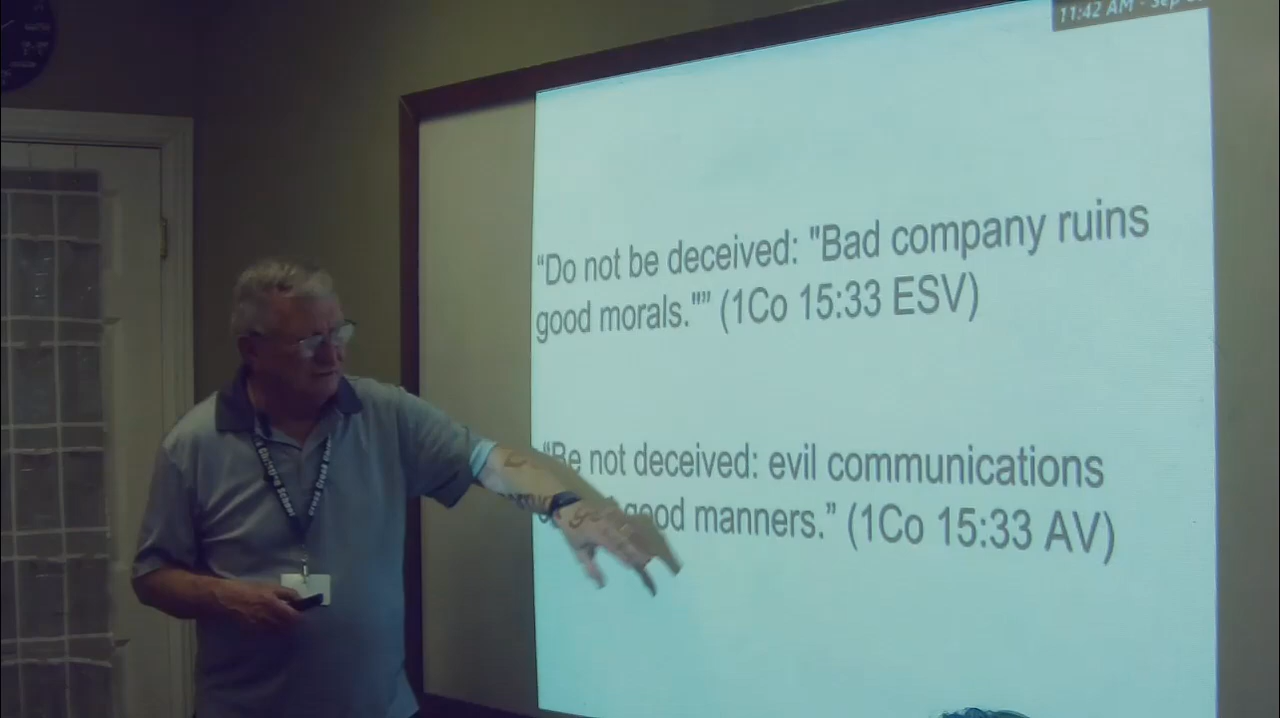 11:42 AM - Sep
“Do not be deceived: "Bad company ruins
good morals."” (1Co 15:33 ESV)
“Be not deceived: evil communications
good manners.” (1Co 15:33 AV)